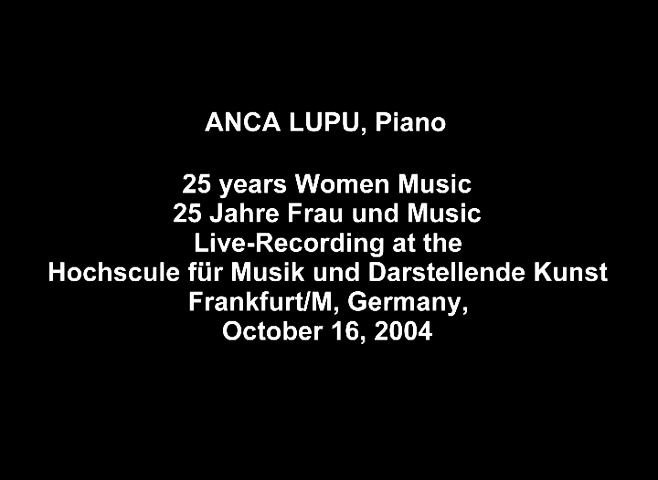 ANCA LUPU, Piano
25 years Women Music
25 Jahre Frau und Music
Live-Recording at the
Hochscule für Musik und Darstellende Kunst
Frankfurt/M, Germany,
October 16, 2004